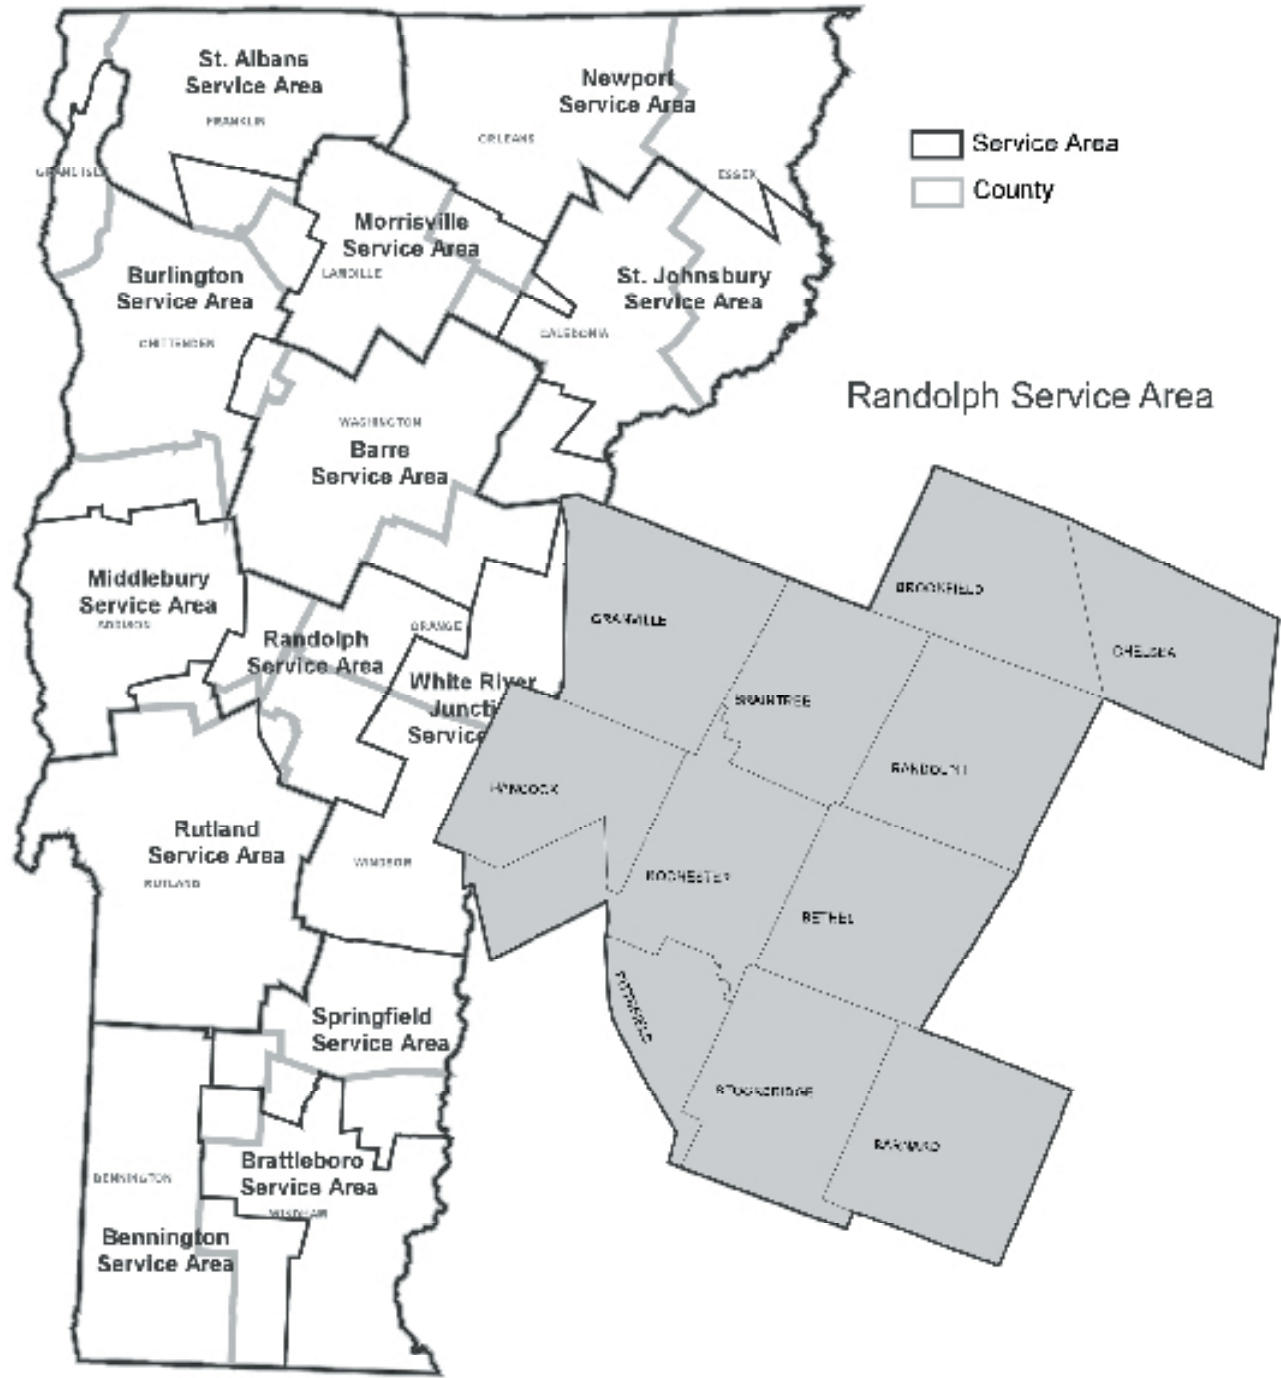 St. Albans
Service Area
FRANKLIN
Newport
Service Area
ORLEANS
Service Area
County
ESSEX
Morrisville
Service Area
Burlington
Service Area
St. Johnsbury
Service Area
CALEDONIA
CHITTENDEN
Randolph Service Area
WASHINGTON
Barre
Service Area
Middlebury
Service Area
ADDISON
Randolph
Service Area
ORANGE
White River
Juncti
Service
GRANVILLE
BROOKFIELD
CHELSEA
BRAINTREE
RANDOLPH
HANCOCK
ROCHESTER
BETHEL
Rutland
Service Area
RUTLAND
WINDSOR
PITTSFIELD
STOCKBRIDGE
BARNARD
Springfield
Service Area
Brattleboro
Service Area
WINDHAM
BENNINGTON
Bennington
Service Area